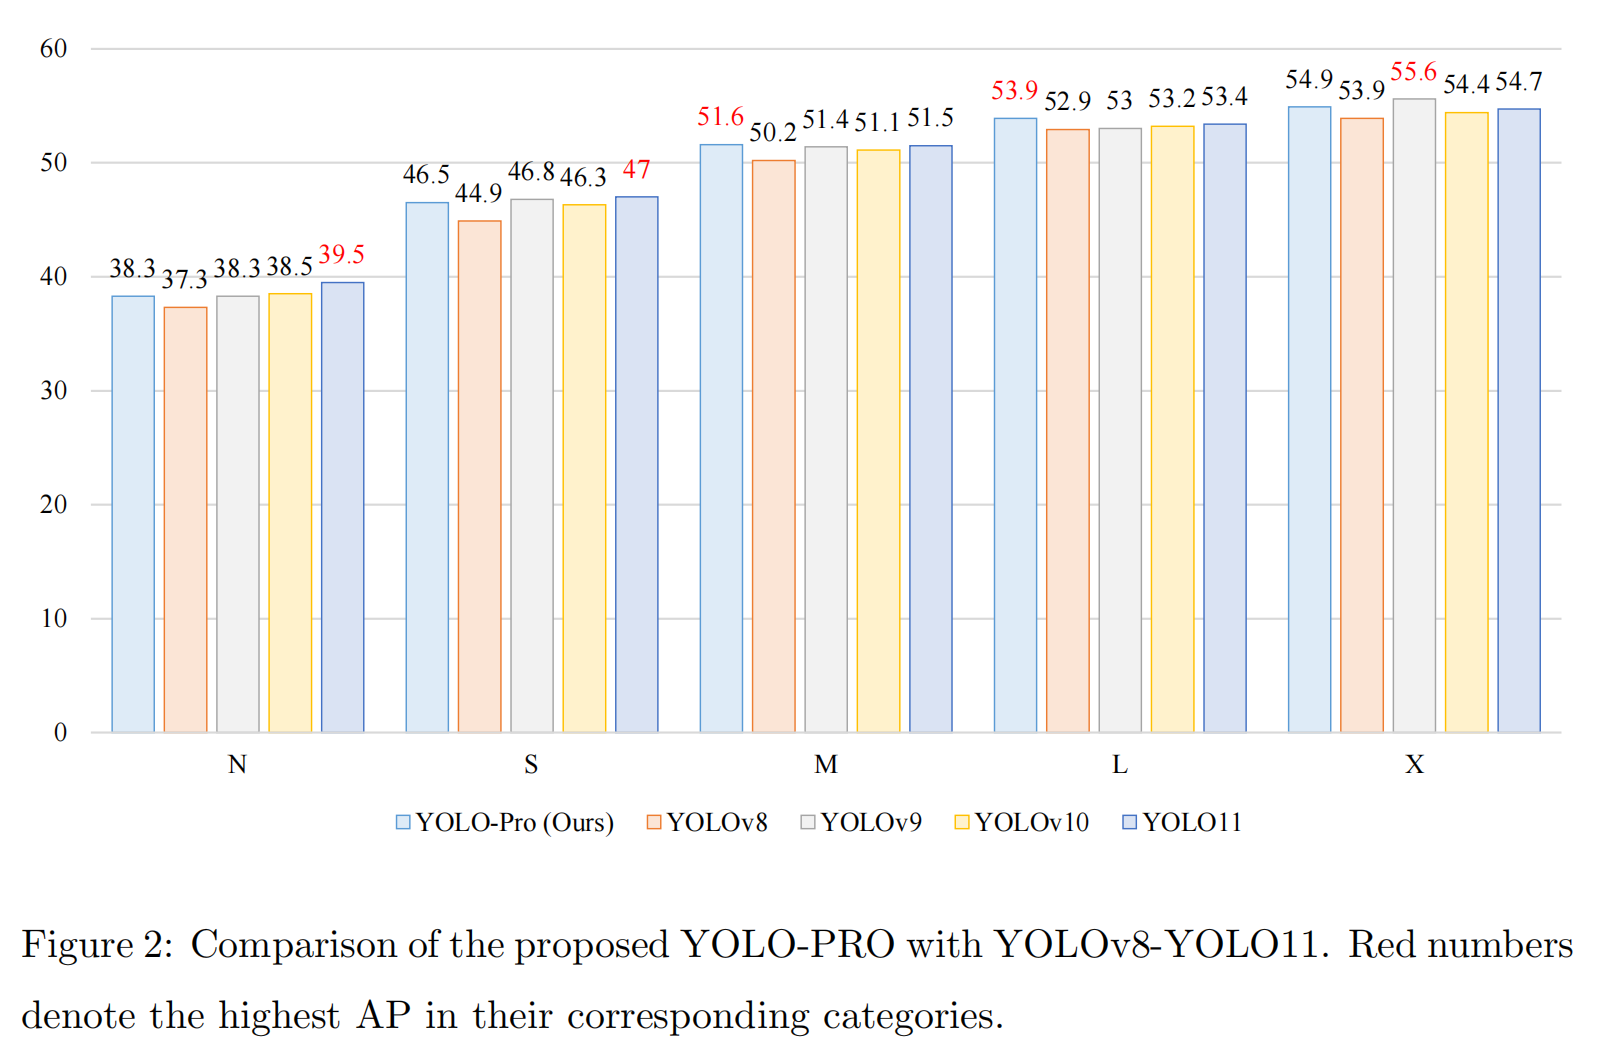 60
50
40
30
20
10
0
38.3 37.3 38.3 38.5 39.5
46.5 44.9 46.8 46.3 47
51.6 50.2 51.4 51.1 51.5
53.9 52.9 53 53.2 53.4
54.9 53.9 55.6 54.4 54.7
N S M L X
YOLO-Pro (Ours) YOLOv8 YOLOv9 YOLOv10 YOLO11
Figure 2: Comparison of the proposed YOLO-PRO with YOLOv8-YOLO11. Red numbers
denote the highest AP in their corresponding categories.